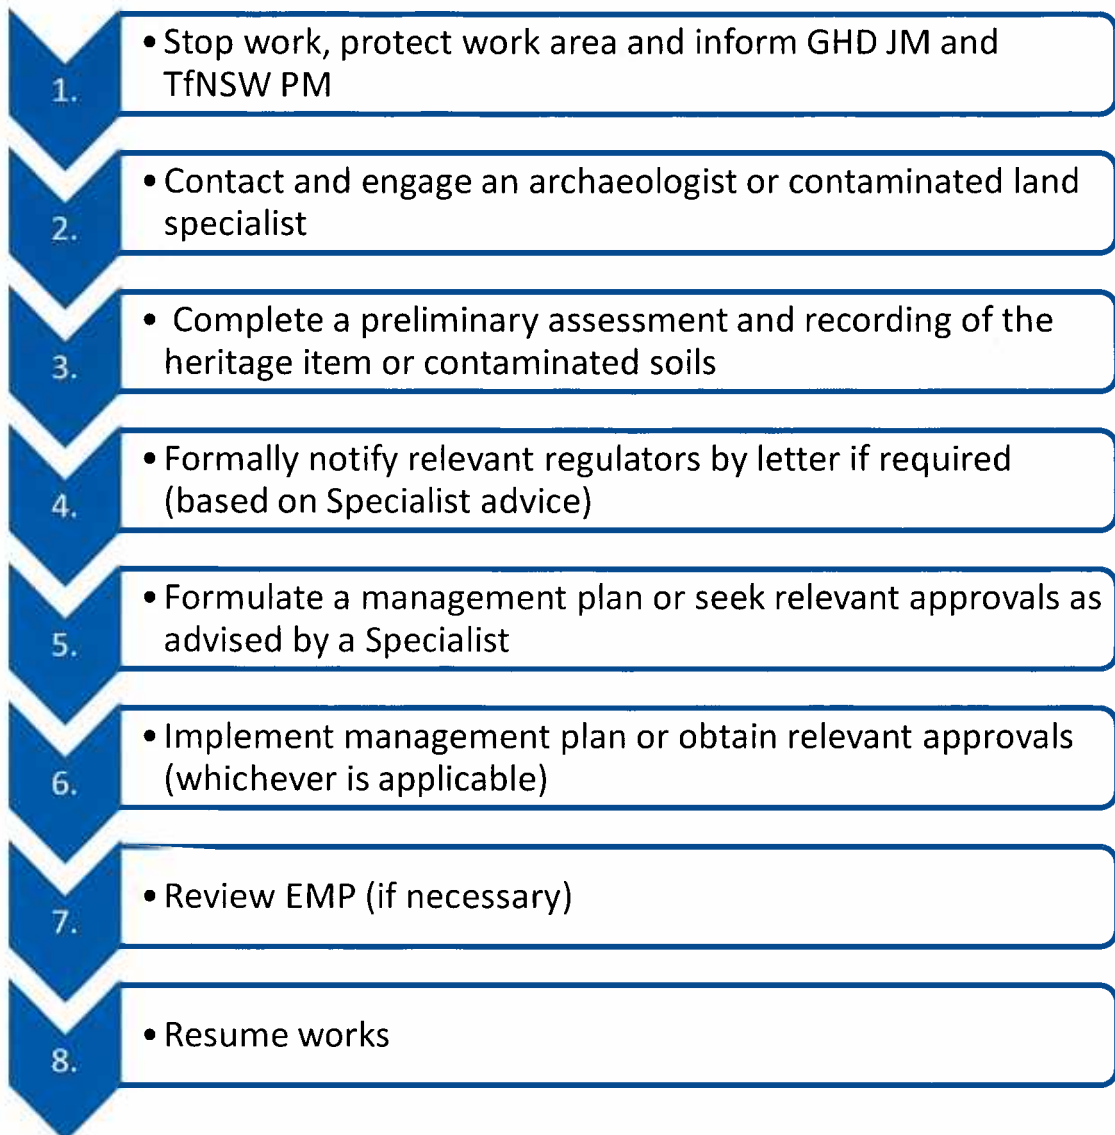 1.
• Stop work, protect work area and inform GHD JM and
TfNSW PM
2.
• Contact and engage an archaeologist or contaminated land
specialist
3.
• Complete a preliminary assessment and recording of the
heritage item or contaminated soils
4.
• Formally notify relevant regulators by letter if required
(based on Specialist advice)
5.
• Formulate a management plan or seek relevant approvals as
advised by a Specialist
6.
• Implement management plan or obtain relevant approvals
(whichever is applicable)
7.
• Review EMP (if necessary)
8.
• Resume works